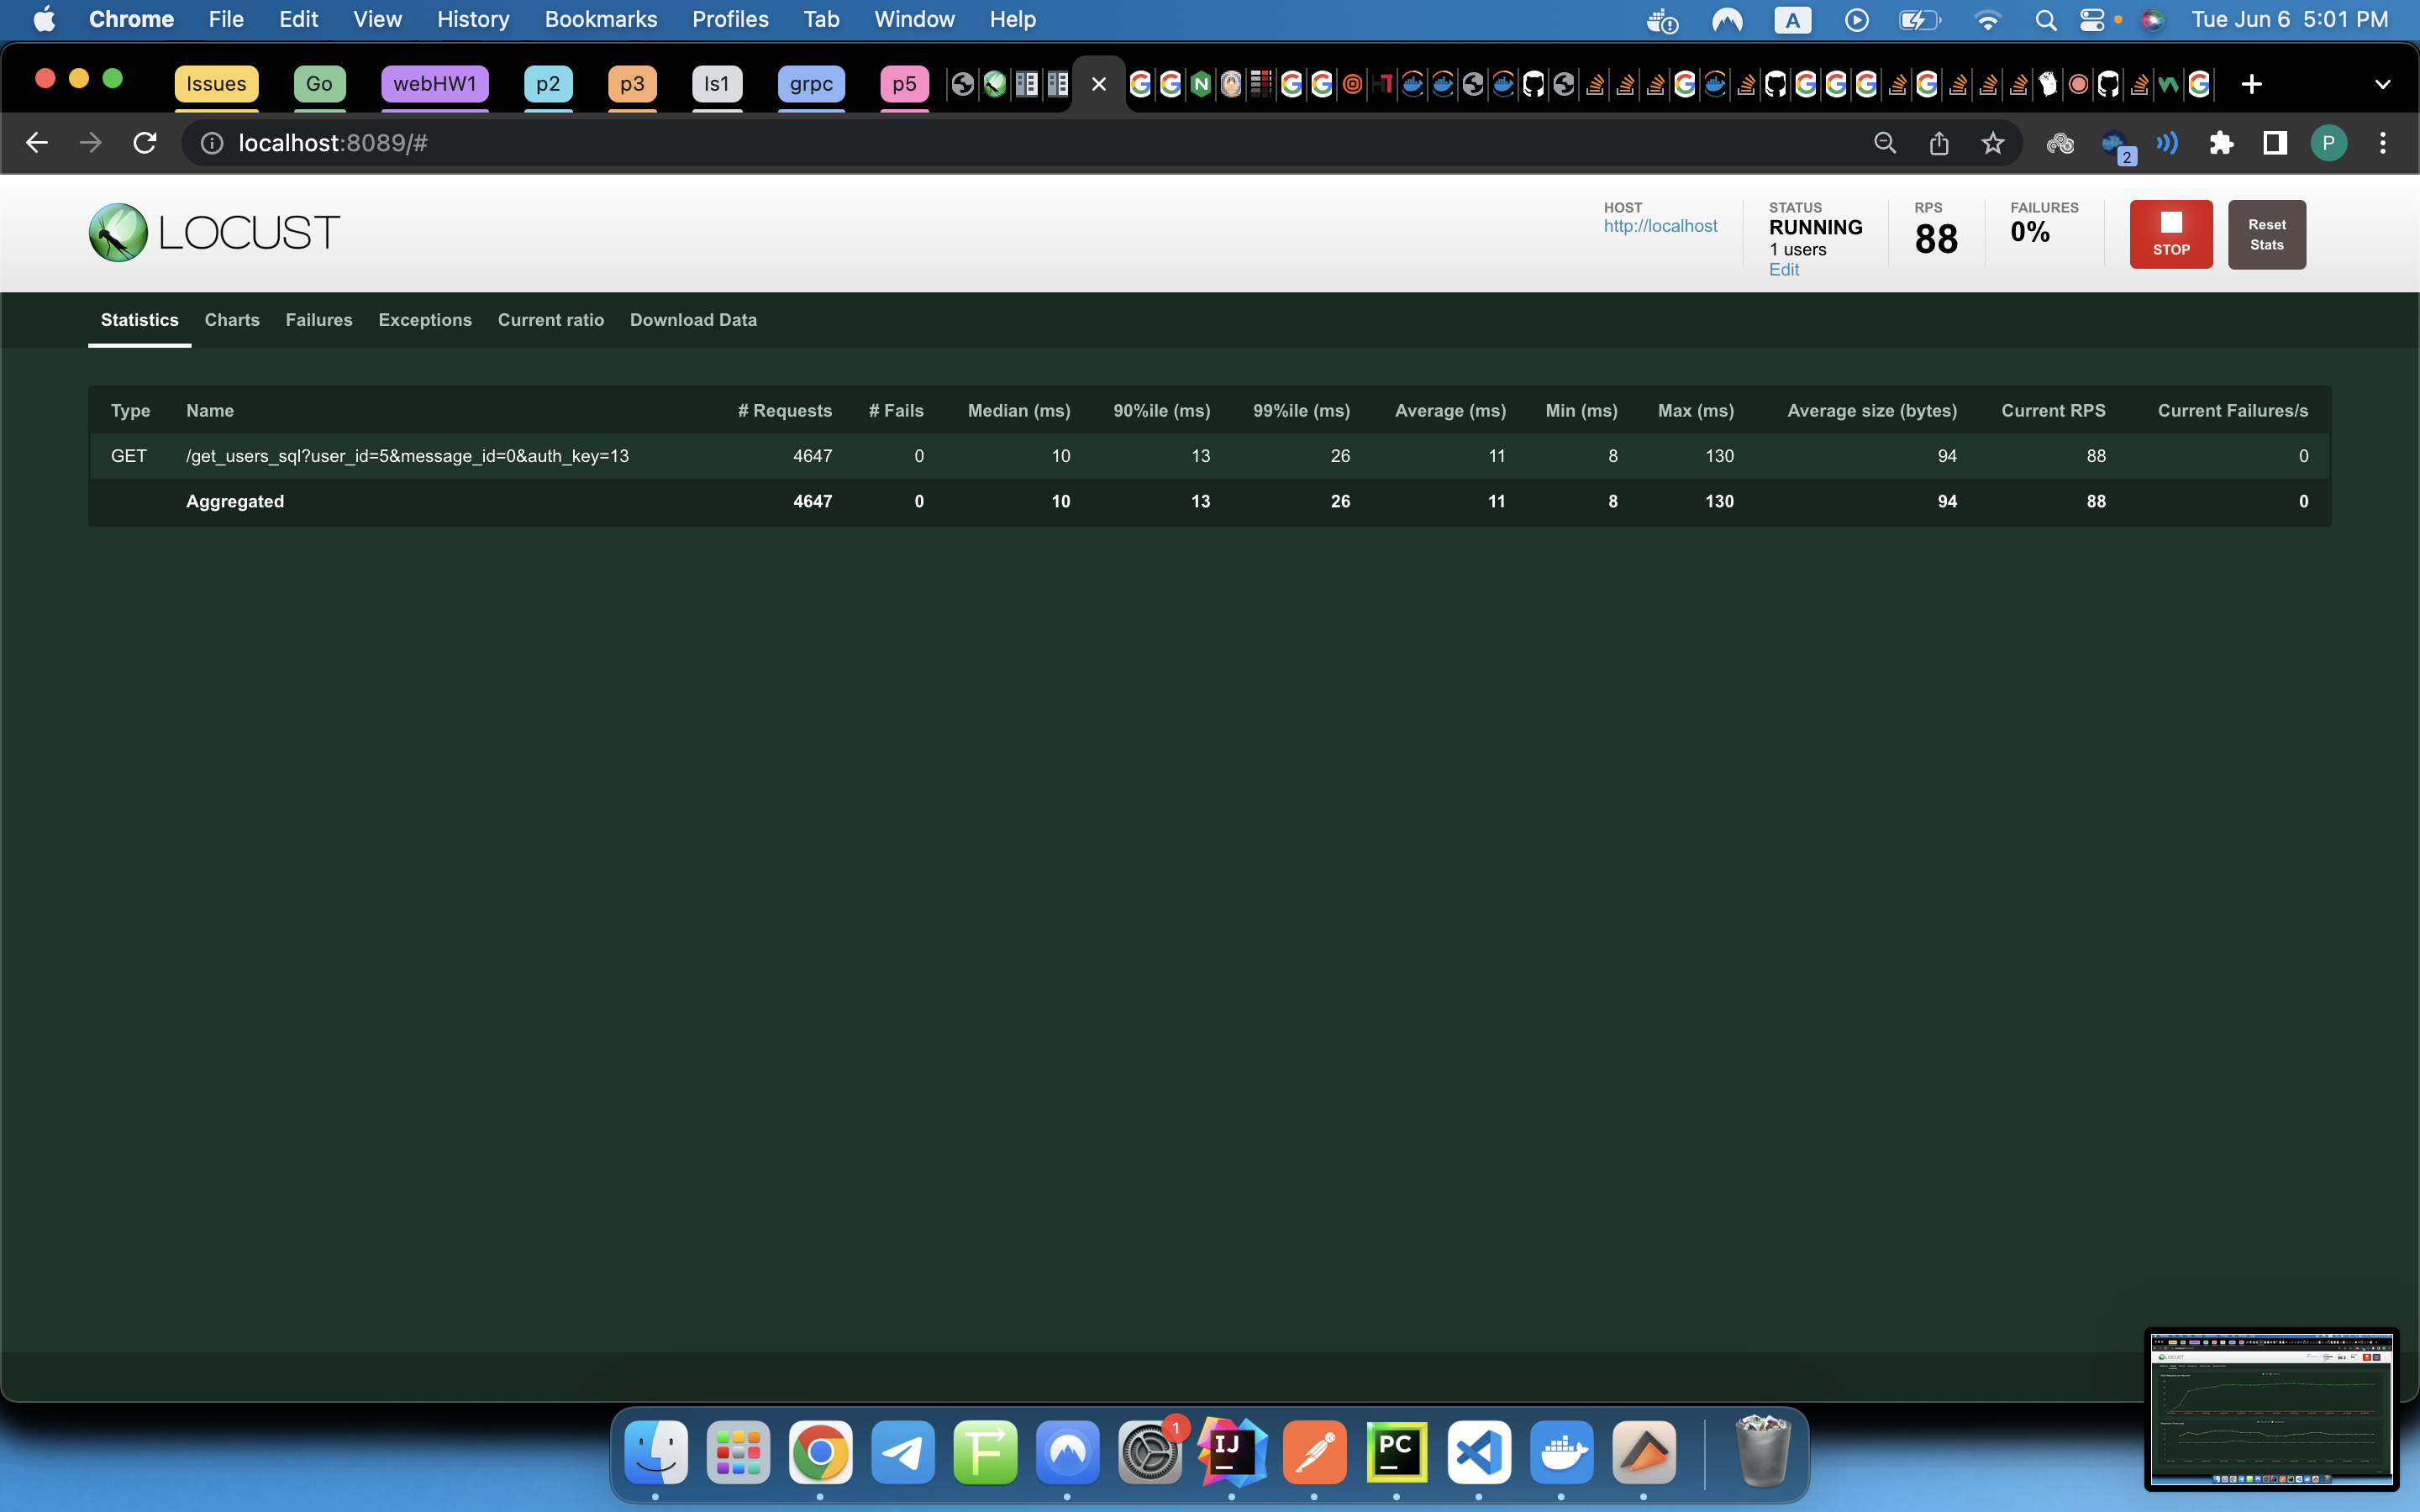 Chrome File Edit View History Bookmarks Profiles Tab Window Help A Tue Jun 6 5:01 PM
Issues Go webHW1 p2 p3 ls1 grpc p5
localhost:8089/# 2 P
LOCUST
HOST
http://localhost
STATUS
RUNNING
1 users
Edit
RPS
88
FAILURES
0%
STOP
Reset
Stats
Statistics Charts Failures Exceptions Current ratio Download Data
Type Name # Requests # Fails Median (ms) 90%ile (ms) 99%ile (ms) Average (ms) Min (ms) Max (ms) Average size (bytes) Current RPS Current Failures/s
GET /get_users_sql?user_id=5&message_id=0&auth_key=13 4647 0 10 13 26 11 8 130 94 88 0
Aggregated 4647 0 10 13 26 11 8 130 94 88 0
1
IJ
PC